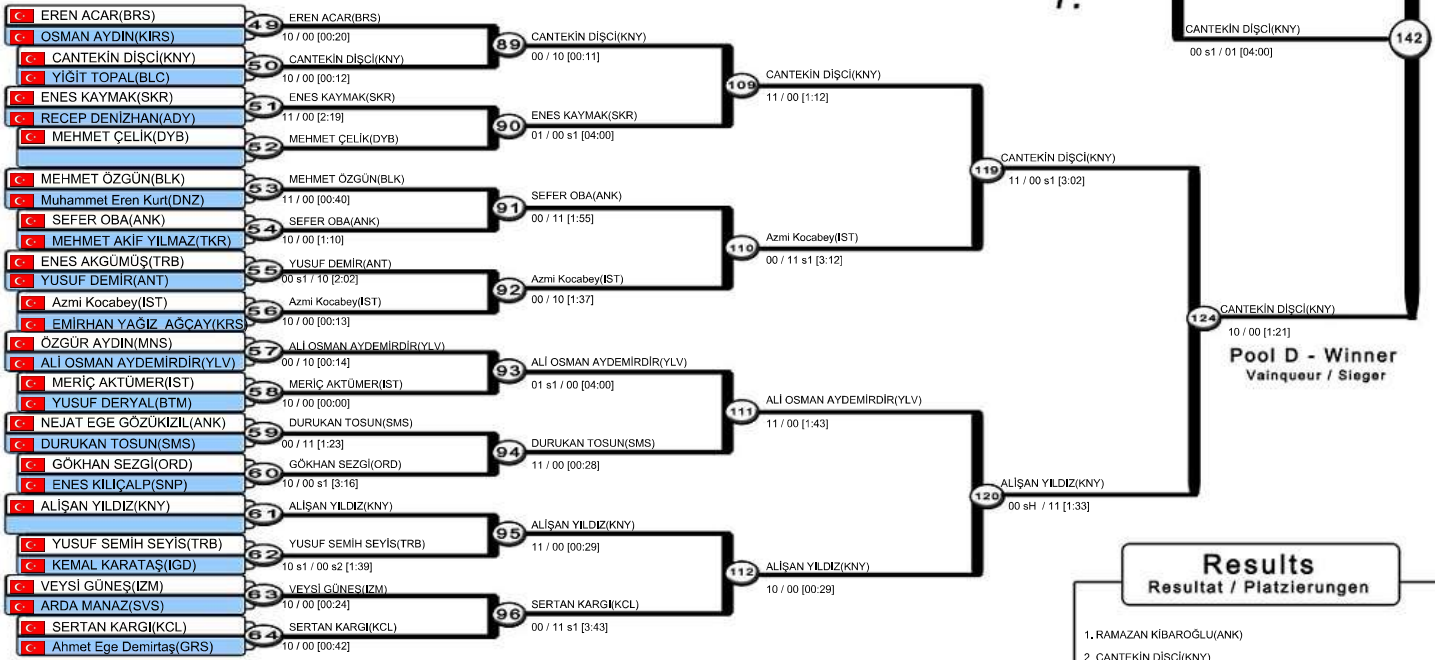 EREN ACAR(BRS)
OSMAN AYDIN(KIRS)
CANTEKİN DİŞCİ(KNY)
YİĞİT TOPAL(BLC)
ENES KAYMAK(SKR)
RECEP DENİZHAN(ADY)
MEHMET ÇELİK(DYB)
MEHMET ÖZGÜN(BLK)
Muhammet Eren Kurt(DNZ)
SEFER OBA(ANK)
MEHMET AKİF YILMAZ(TKR)
ENES AKGÜMÜŞ(TRB)
YUSUF DEMİR(ANT)
Azmi Kocabey(IST)
EMİRHAN YAĞIZ AĞÇAY(KRS
ÖZGÜR AYDIN(MNS)
ALİ OSMAN AYDEMİRDİR(YLV)
MERİÇ AKTÜMER(IST)
YUSUF DERYAL(BTM)
NEJAT EGE GÖZÜKIZIL(ANK)
DURUKAN TOSUN(SMS)
GÖKHAN SEZGİ(ORD)
ENES KILIÇALP(SNP)
ALİŞAN YILDIZ(KNY)
YUSUF SEMİH SEYİS(TRB)
KEMAL KARATAŞ(IGD)
VEYSİ GÜNEŞ(IZM)
ARDA MANAZ(SVS)
SERTAN KARGI(KCL)
Ahmet Ege Demirtaş(GRS)
49 EREN ACAR(BRS)
10 / 00 [00:20]
50 CANTEKİN DİŞCİ(KNY)
10 / 00 [00:12]
51 ENES KAYMAK(SKR)
11 / 00 [2:19]
52 MEHMET ÇELİK(DYB)
53 MEHMET ÖZGÜN(BLK)
11 / 00 [00:40]
54 SEFER OBA(ANK)
10 / 00 [1:10]
55 YUSUF DEMİR(ANT)
00 s1 / 10 [2:02]
56 Azmi Kocabey(IST)
10 / 00 [00:13]
57 ALİ OSMAN AYDEMİRDİR(YLV)
00 / 10 [00:14]
58 MERİÇ AKTÜMER(IST)
10 / 00 [00:00]
59 DURUKAN TOSUN(SMS)
00 / 11 [1:23]
60 GÖKHAN SEZGİ(ORD)
10 / 00 s1 [3:16]
61 ALİŞAN YILDIZ(KNY)
62 YUSUF SEMİH SEYİS(TRB)
10 s1 / 00 s2 [1:39]
63 VEYSİ GÜNEŞ(IZM)
10 / 00 [00:24]
64 SERTAN KARGI(KCL)
10 / 00 [00:42]
89 CANTEKİN DİŞCİ(KNY)
00 / 10 [00:11]
90 ENES KAYMAK(SKR)
01 / 00 s1 [04:00]
91 SEFER OBA(ANK)
00 / 11 [1:55]
92 Azmi Kocabey(IST)
00 / 10 [1:37]
93 ALİ OSMAN AYDEMİRDİR(YLV)
01 s1 / 00 [04:00]
94 DURUKAN TOSUN(SMS)
11 / 00 [00:28]
95 ALİŞAN YILDIZ(KNY)
11 / 00 [00:29]
96 SERTAN KARGI(KCL)
00 / 11 s1 [3:43]
109 CANTEKİN DİŞCİ(KNY)
11 / 00 [1:12]
110 Azmi Kocabey(IST)
00 / 11 s1 [3:12]
111 ALİ OSMAN AYDEMİRDİR(YLV)
11 / 00 [1:43]
112 ALİŞAN YILDIZ(KNY)
10 / 00 [00:29]
119 CANTEKİN DİŞCİ(KNY)
11 / 00 s1 [3:02]
120 ALİŞAN YILDIZ(KNY)
00 sH / 11 [1:33]
124 CANTEKİN DİŞCİ(KNY)
10 / 00 [1:21]
Pool D - Winner
Vainqueur / Sieger
CANTEKİN DİŞCİ(KNY)
00 s1 / 01 [04:00]
142
Results
Resultat / Platzierungen
1. RAMAZAN KİBAROĞLU(ANK)
2. CANTEKİN DİŞCİ(KNY)